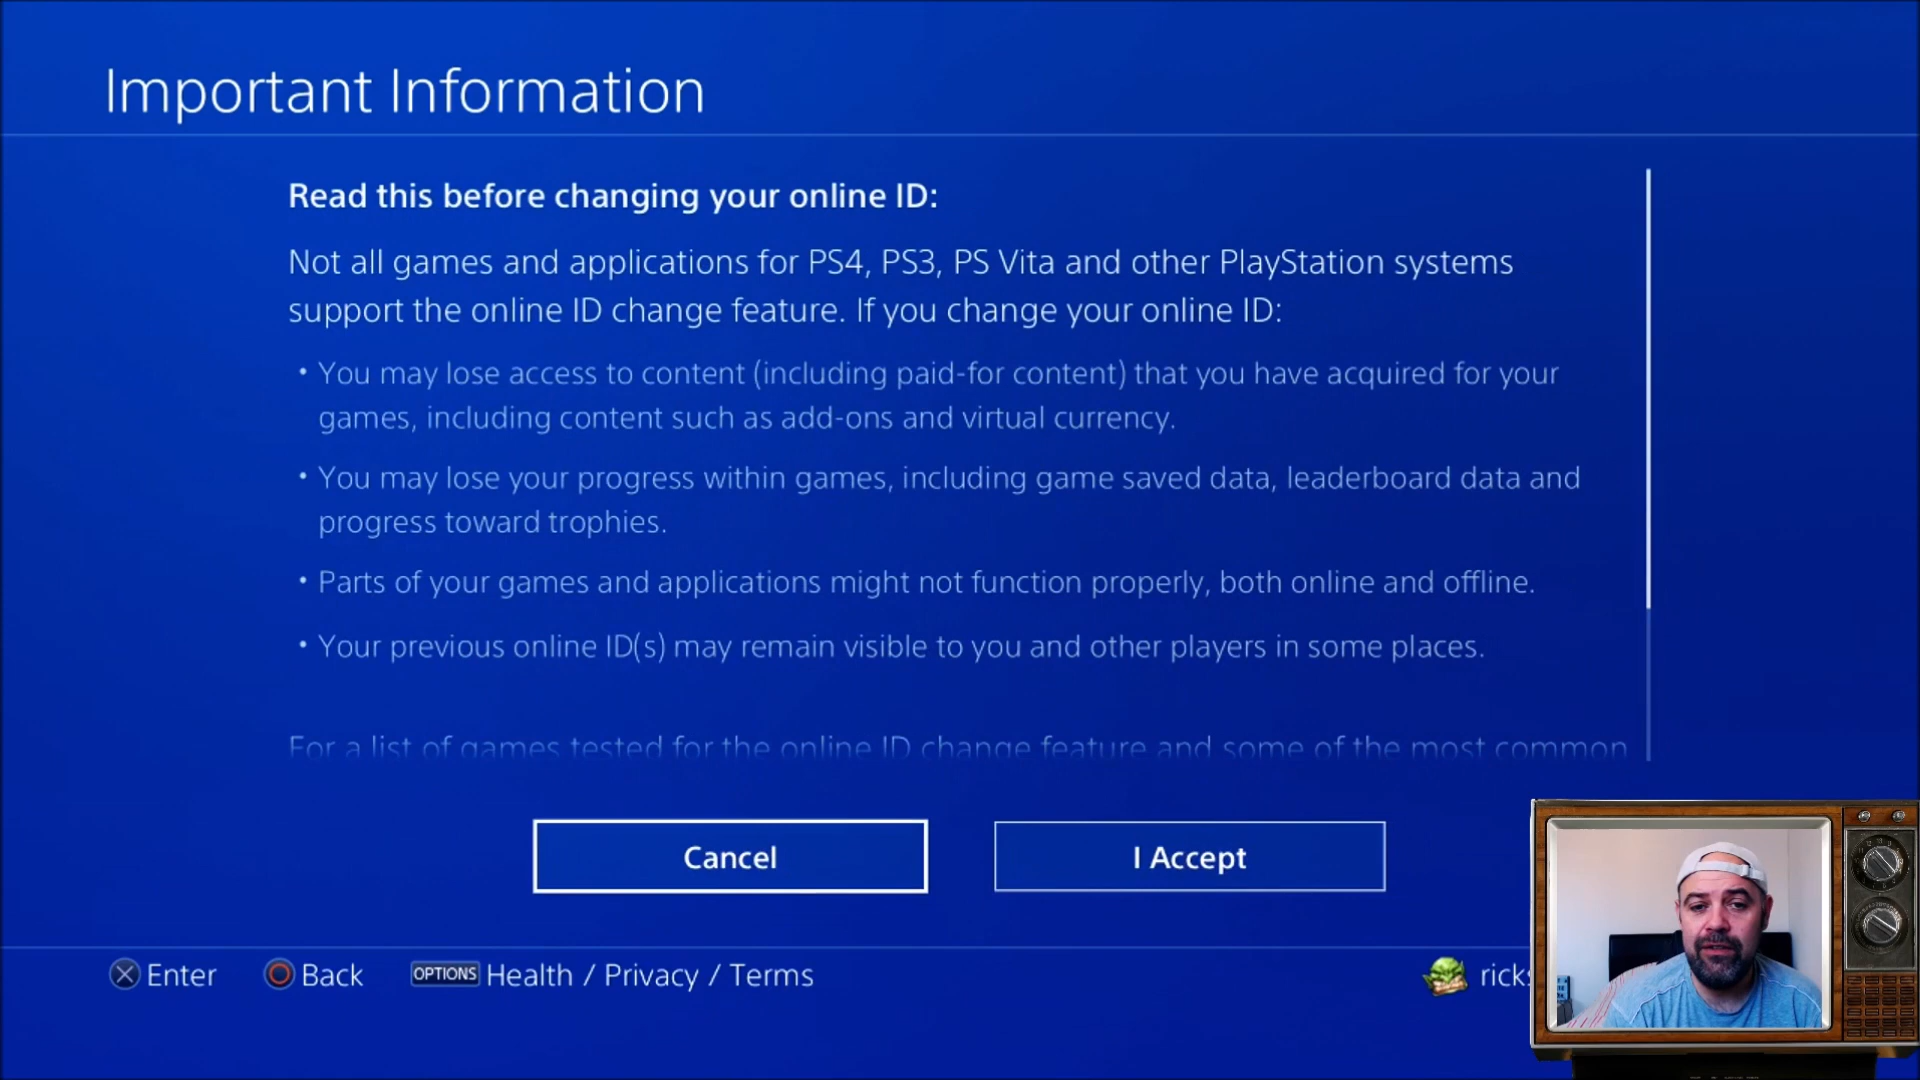 Important Information
Read this before changing your online ID:
Not all games and applications for PS4, PS3, PS Vita and other PlayStation systems
support the online ID change feature. If you change your online ID:
• You may lose access to content (including paid-for content) that you have acquired for your
games, including content such as add-ons and virtual currency.
• You may lose your progress within games, including game saved data, leaderboard data and
progress toward trophies.
• Parts of your games and applications might not function properly, both online and offline.
• Your previous online ID(s) may remain visible to you and other players in some places.
For a list of games tested for the online ID change feature and some of the most common
Cancel
I Accept
Enter Back OPTIONS Health / Privacy / Terms